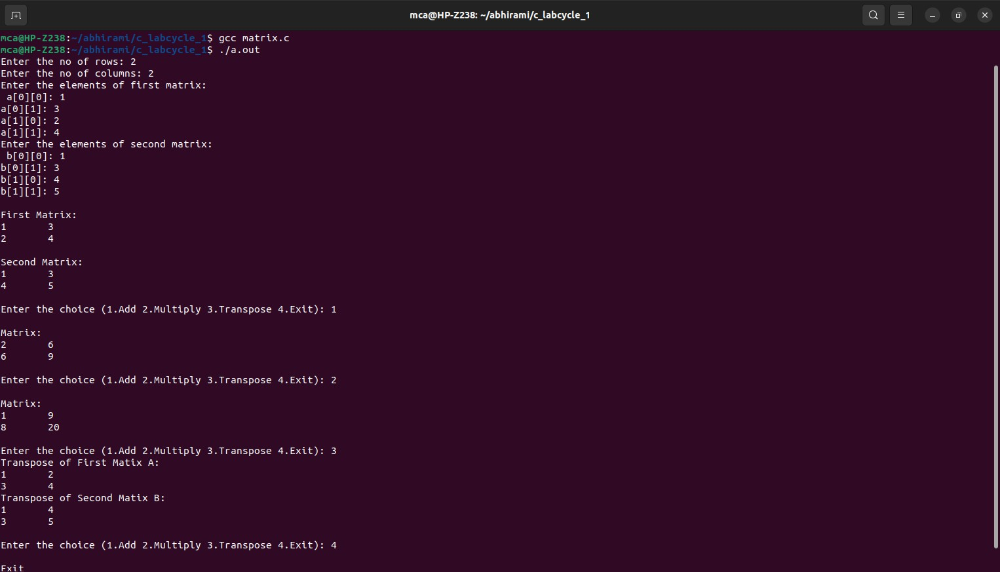 mca@HP-Z238: ~/abhirami/c_labcycle_1
mca@HP-Z238:~/abhirami/c_labcycle_1$ gcc matrix.c
mca@HP-Z238:~/abhirami/c_labcycle_1$ ./a.out
Enter the no of rows: 2
Enter the no of columns: 2
Enter the elements of first matrix:
 a[0][0]: 1
a[0][1]: 3
a[1][0]: 2
a[1][1]: 4
Enter the elements of second matrix:
 b[0][0]: 1
b[0][1]: 3
b[1][0]: 4
b[1][1]: 5

First Matrix:
1       3
2       4

Second Matrix:
1       3
4       5

Enter the choice (1.Add 2.Multiply 3.Transpose 4.Exit): 1

Matrix:
2       6
6       9

Enter the choice (1.Add 2.Multiply 3.Transpose 4.Exit): 2

Matrix:
1       9
8       20

Enter the choice (1.Add 2.Multiply 3.Transpose 4.Exit): 3
Transpose of First Matix A:
1       2
3       4
Transpose of Second Matix B:
1       4
3       5

Enter the choice (1.Add 2.Multiply 3.Transpose 4.Exit): 4

Exit